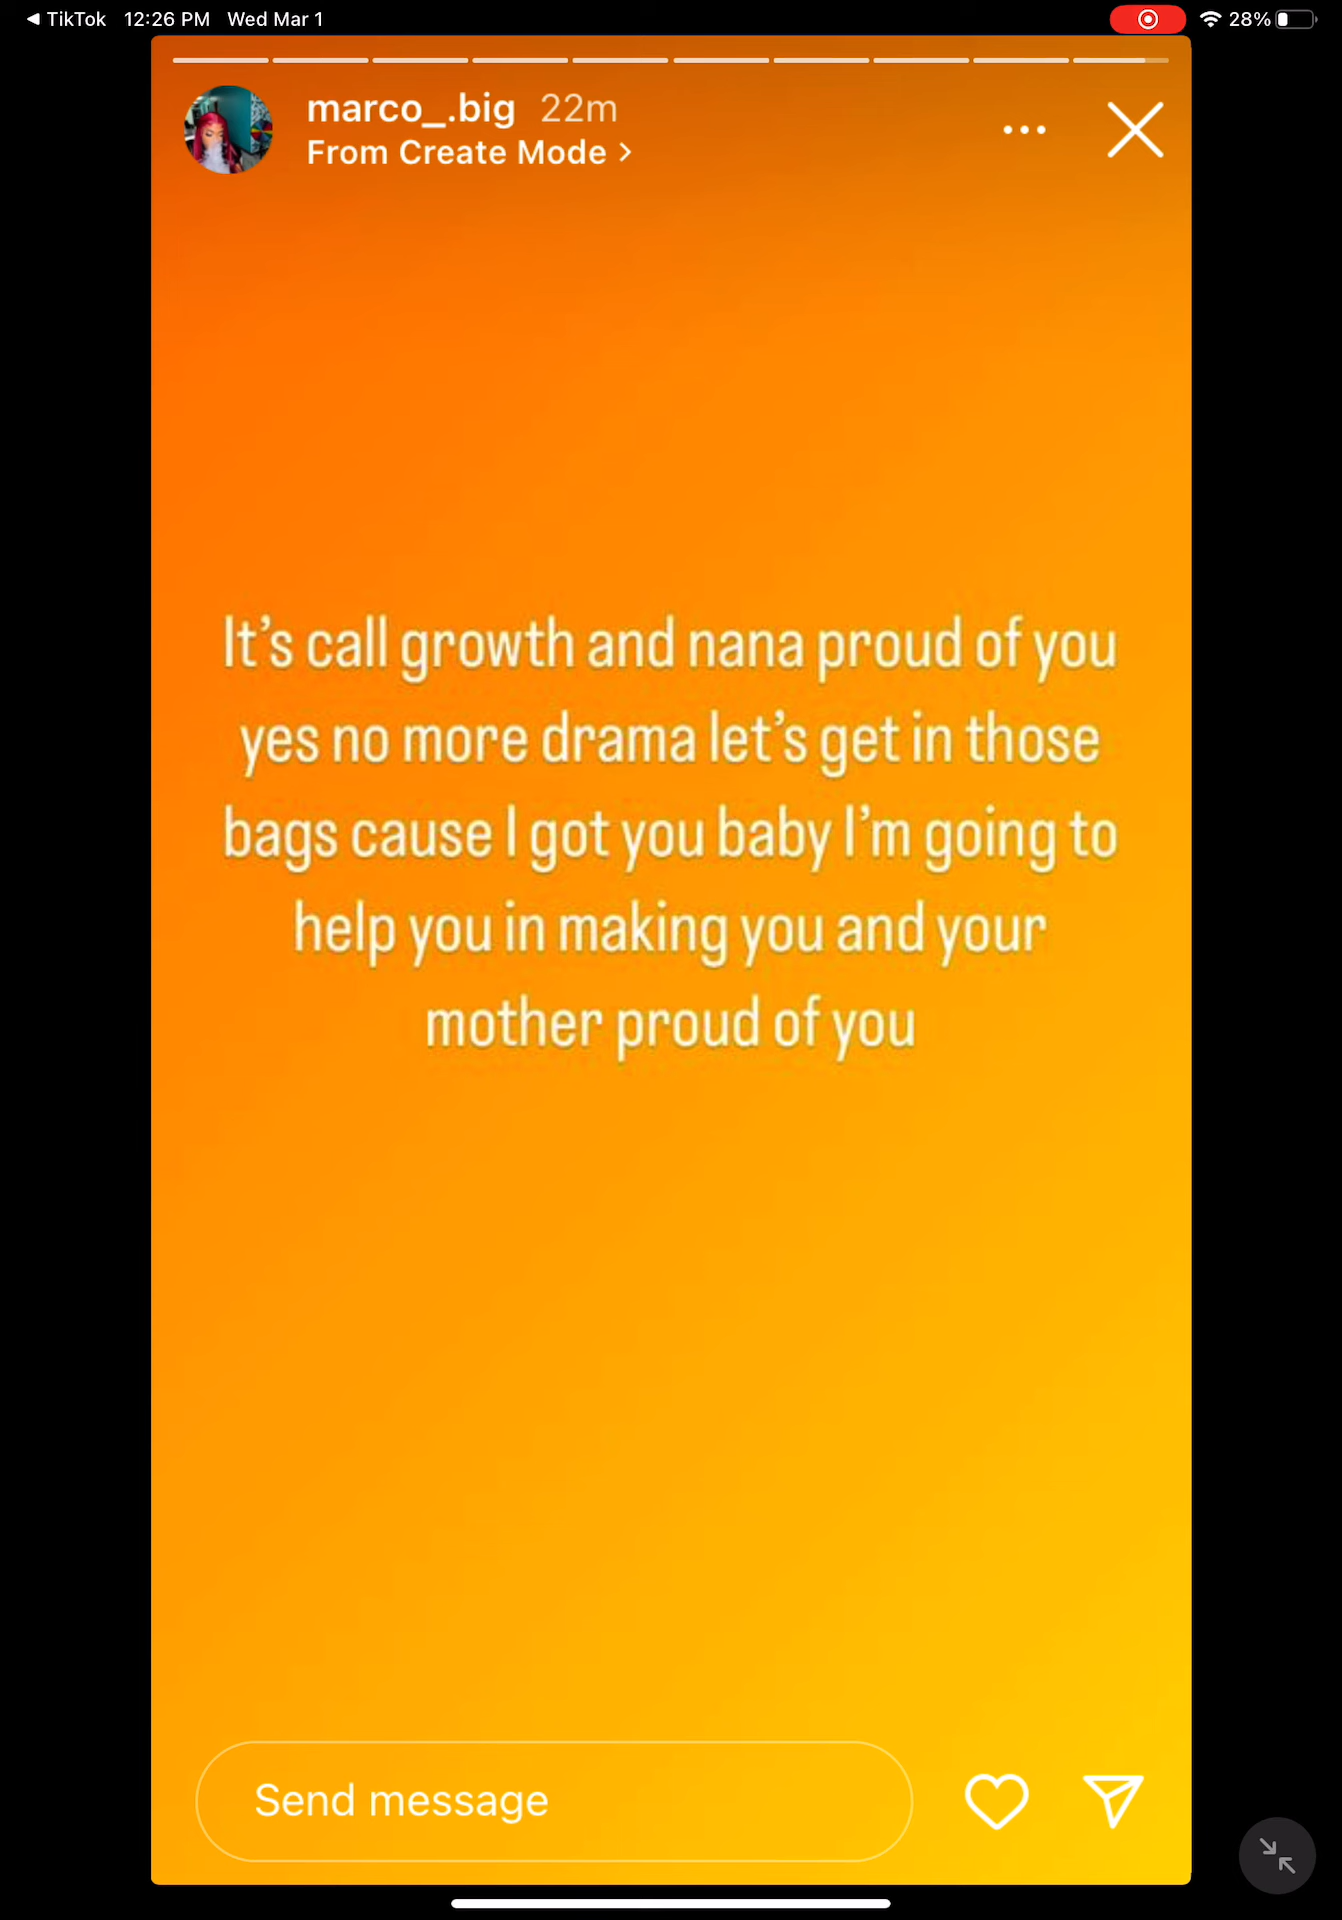 TikTok 12:26 PM Wed Mar 1 28%
marco_.big 22m
From Create Mode
It's call growth and nana proud of you
yes no more drama let's get in those
bags cause I got you baby I'm going to
help you in making you and your
mother proud of you
Send message